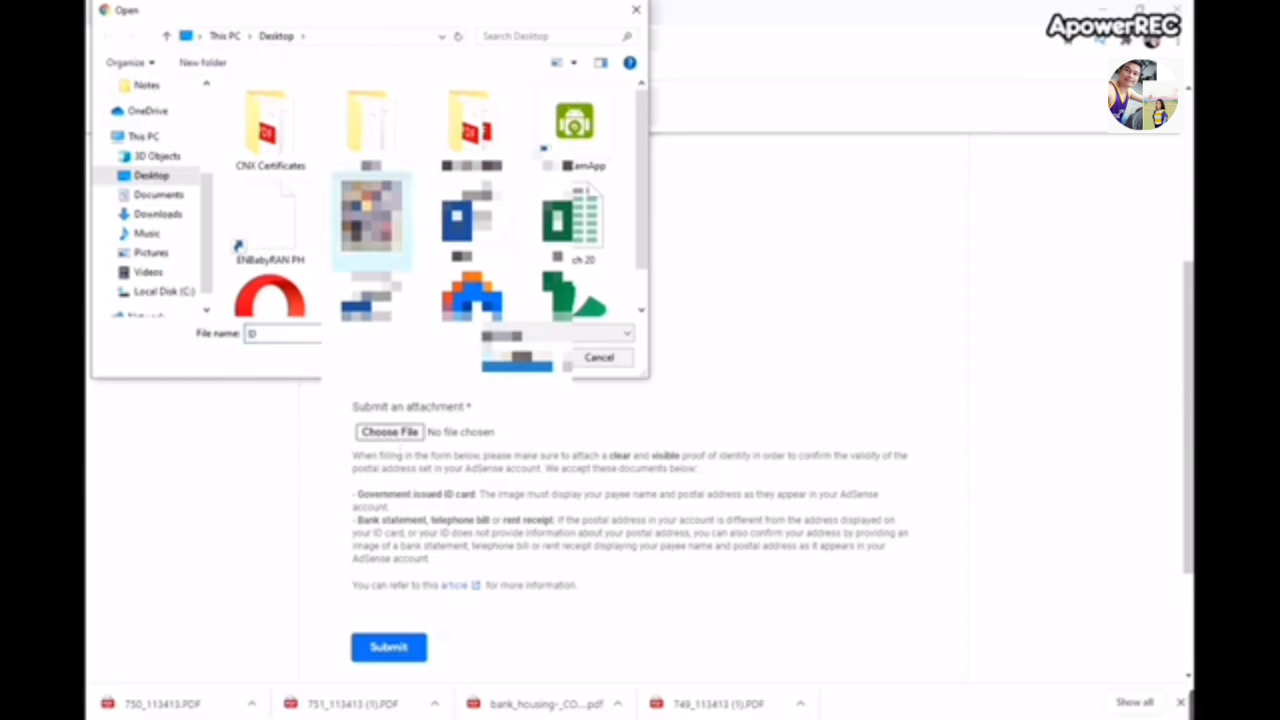 Open
ApowerREC
This PC > Desktop >
Search Desktop
Organize
New folder
Notes
OneDrive
This PC
3D Objects
Desktop
Documents
Downloads
Music
Pictures
Videos
Local Disk (C:)
CNX Certificates
ENBabyRAN PH
ch 20
File name: ID
Cancel
Submit an attachment *
Choose File No file chosen
When filling in the form below, please make sure to attach a clear and visible proof of identity in order to confirm the validity of the
postal address set in your AdSense account. We accept these documents below:
- Government issued ID card: The image must display your payee name and postal address as they appear in your AdSense
account.
- Bank statement, telephone bill or rent receipt, if the postal address in your account is different from the address displayed on
your ID card, or your ID does not provide information about your postal address, you can also confirm your address by providing an
image of a bank statement, telephone bill or rent receipt displaying your payee name and postal address as it appears in your
AdSense account.
You can refer to this article for more information.
Submit
750_113413.PDF
751_113413 (1).PDF
bank_housing-_CO....pdf
749_113413 (1).PDF
Show all